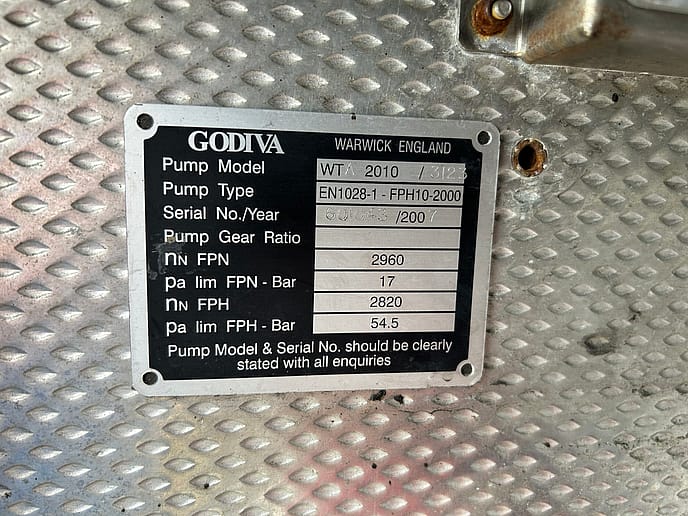 GODIVA WARWICK ENGLAND
Pump Model WTA 2010 /3123
Pump Type EN1028-1 - FPH10-2000
Serial No./Year /2007
Pump Gear Ratio
nN FPN 2960
pa lim FPN - Bar 17
nN FPH 2820
pa lim FPH - Bar 54.5
Pump Model & Serial No. should be clearly
stated with all enquiries